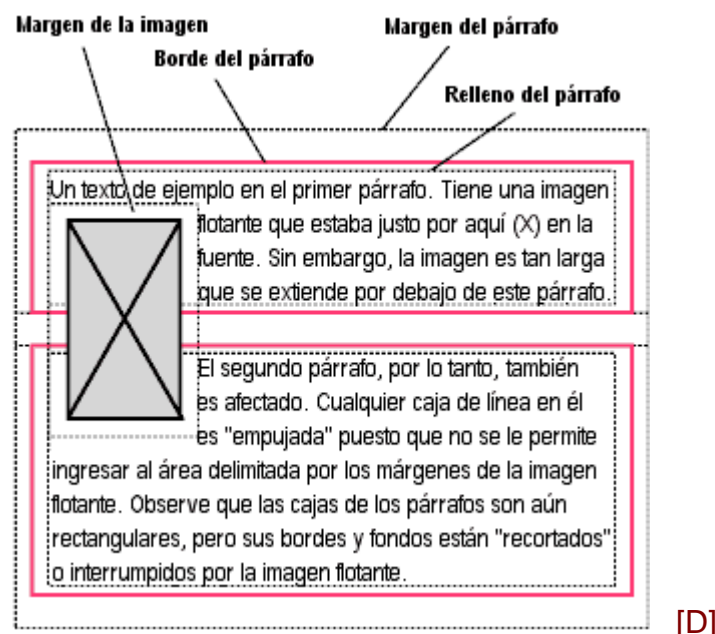 Margen de la imagen
Margen del párrafo
Borde del párrafo
Relleno del párrafo
Un texto de ejemplo en el primer párrafo. Tiene una imagen
flotante que estaba justo por aquí (X) en la
fuente. Sin embargo, la imagen es tan larga
que se extiende por debajo de este párrafo.
El segundo párrafo, por lo tanto, también
es afectado. Cualquier caja de línea en él
es "empujada" puesto que no se le permite
ingresar al área delimitada por los márgenes de la imagen
flotante. Observe que las cajas de los párrafos son aún
rectangulares, pero sus bordes y fondos están "recortados"
o interrumpidos por la imagen flotante.
[D]